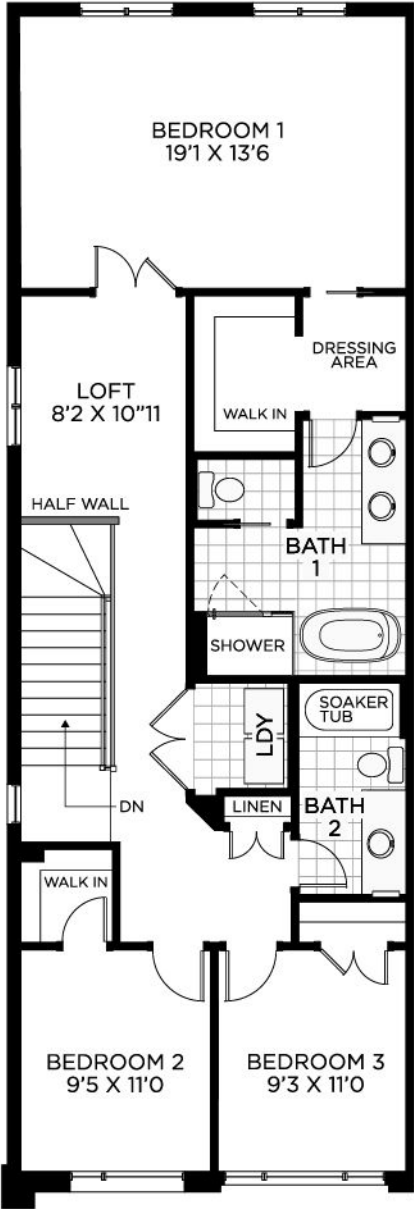 BEDROOM 1
19'1 X 13'6
DRESSING
AREA
LOFT
8'2 X 10"11
WALK IN
HALF WALL
BATH
1
SHOWER
SOAKER
TUB
LDY
DN
LINEN
BATH
2
WALK IN
BEDROOM 2
9'5 X 11'0
BEDROOM 3
9'3 X 11'0